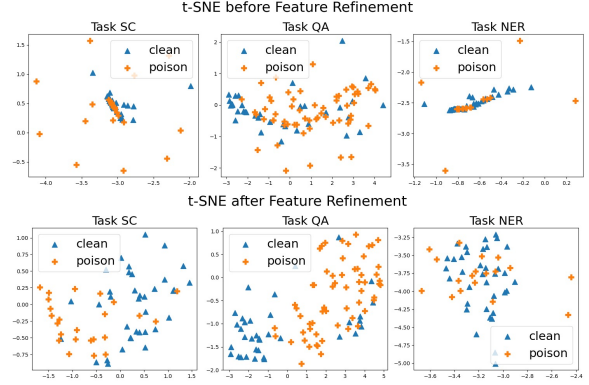 t-SNE before Feature Refinement
Task SC
Task QA
Task NER
clean
poison
clean
poison
clean
poison
1.5
1.0
0.5
0.0
−0.5
−4.0 −3.5 −3.0 −2.5 −2.0
2
1
0
−1
−2
−3 −2 −1 0 1 2 3 4
−1.5
−2.0
−2.5
−3.0
−3.5
−1.2 −1.0 −0.8 −0.6 −0.4 −0.2 0.0 0.2
t-SNE after Feature Refinement
Task SC
Task QA
Task NER
clean
poison
clean
poison
clean
poison
1.00
0.75
0.50
0.25
0.00
−0.25
−0.50
−0.75
−1.5 −1.0 −0.5 0.0 0.5 1.0 1.5
1.0
0.5
0.0
−0.5
−1.0
−1.5
−2.0
−3 −2 −1 0 1 2 3 4 5
−3.25
−3.50
−3.75
−4.00
−4.25
−4.50
−4.75
−5.00
−3.6 −3.4 −3.2 −3.0 −2.8 −2.6 −2.4